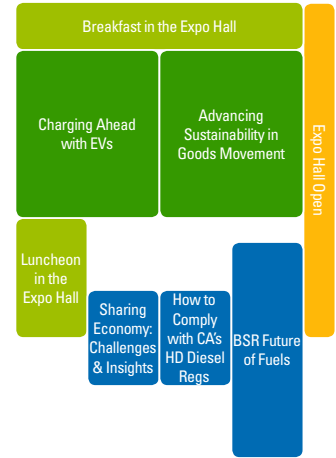 Breakfast in the Expo Hall
Charging Ahead
with EVs
Advancing
Sustainability in
Goods Movement
Expo Hall Open
Luncheon
in the
Expo Hall
Sharing
Economy:
Challenges
& Insights
How to
Comply
with CA's
HD Diesel
Regs
BSR Future
of Fuels